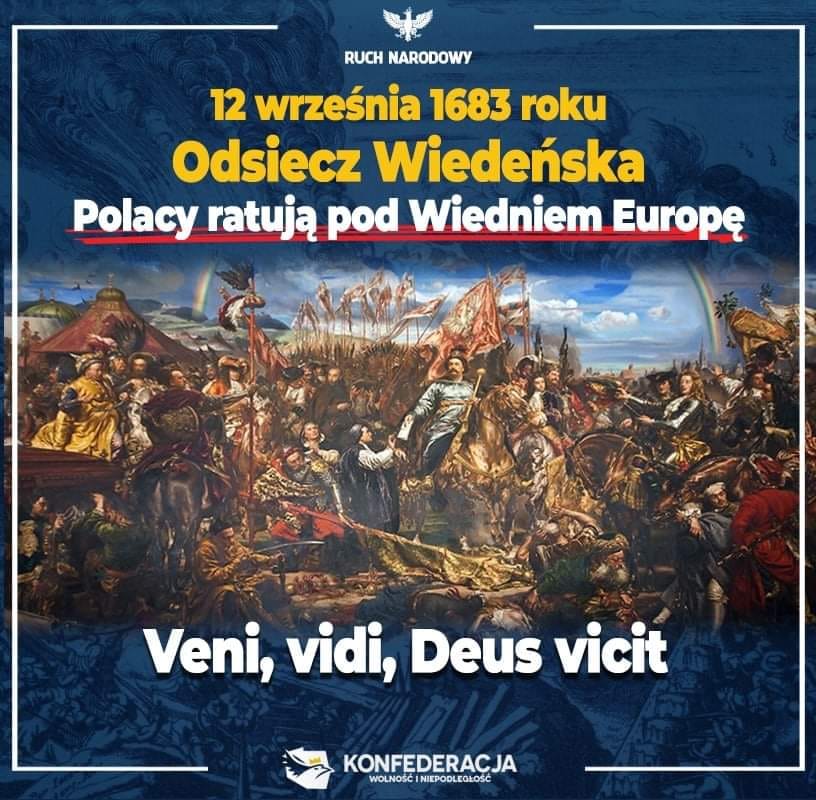 RUCH NARODOWY
12 września 1683 roku
Odsiecz Wiedeńska
Polacy ratują pod Wiedniem Europę
Veni, vidi, Deus vicit
KONFEDERACJA
WOLNOŚĆ I NIEPODLEGŁOŚĆ